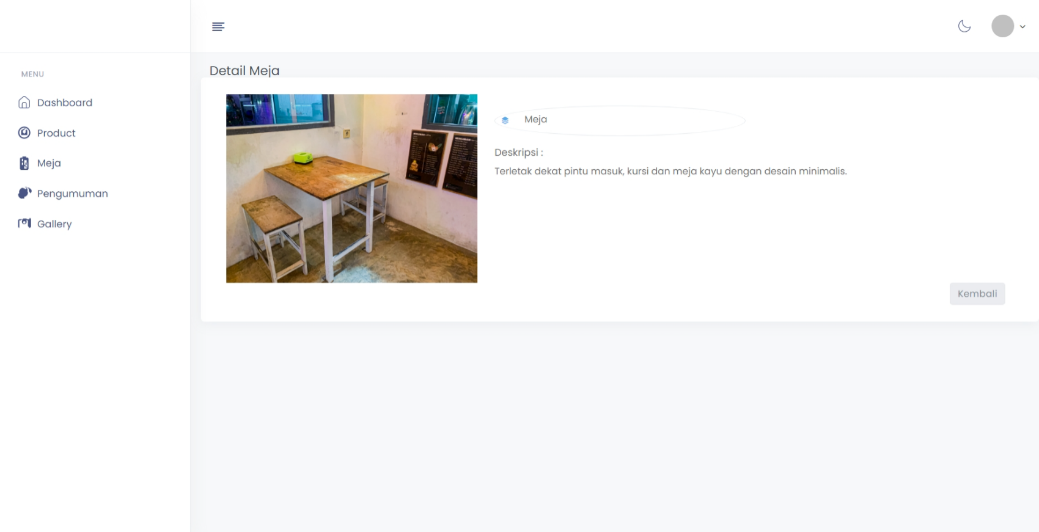 MENU
Dashboard
Product
Meja
Pengumuman
Gallery
Detail Meja
Meja
Deskripsi :
Terletak dekat pintu masuk, kursi dan meja kayu dengan desain minimalis.
Kembali